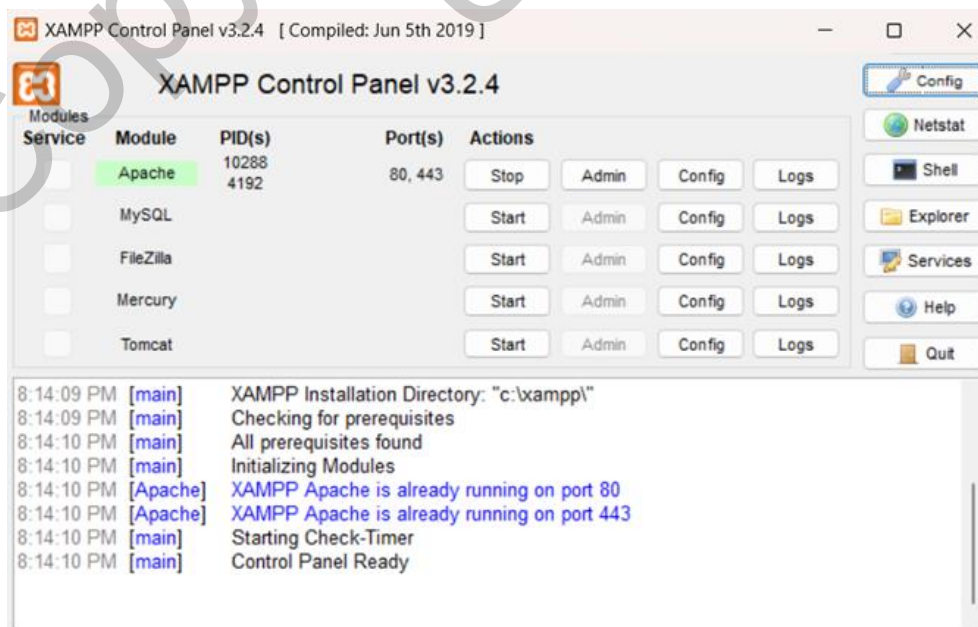 XAMPP Control Panel v3.2.4 [ Compiled: Jun 5th 2019 ]
XAMPP Control Panel v3.2.4
Config
Modules
Service Module PID(s) Port(s) Actions
Netstat
Apache 10288 4192 80, 443 Stop Admin Config Logs
Shell
MySQL Start Admin Config Logs
Explorer
FileZilla Start Admin Config Logs
Services
Mercury Start Admin Config Logs
Help
Tomcat Start Admin Config Logs
Quit
8:14:09 PM [main] XAMPP Installation Directory: "c:\xampp\"
8:14:09 PM [main] Checking for prerequisites
8:14:10 PM [main] All prerequisites found
8:14:10 PM [main] Initializing Modules
8:14:10 PM [Apache] XAMPP Apache is already running on port 80
8:14:10 PM [Apache] XAMPP Apache is already running on port 443
8:14:10 PM [main] Starting Check-Timer
8:14:10 PM [main] Control Panel Ready